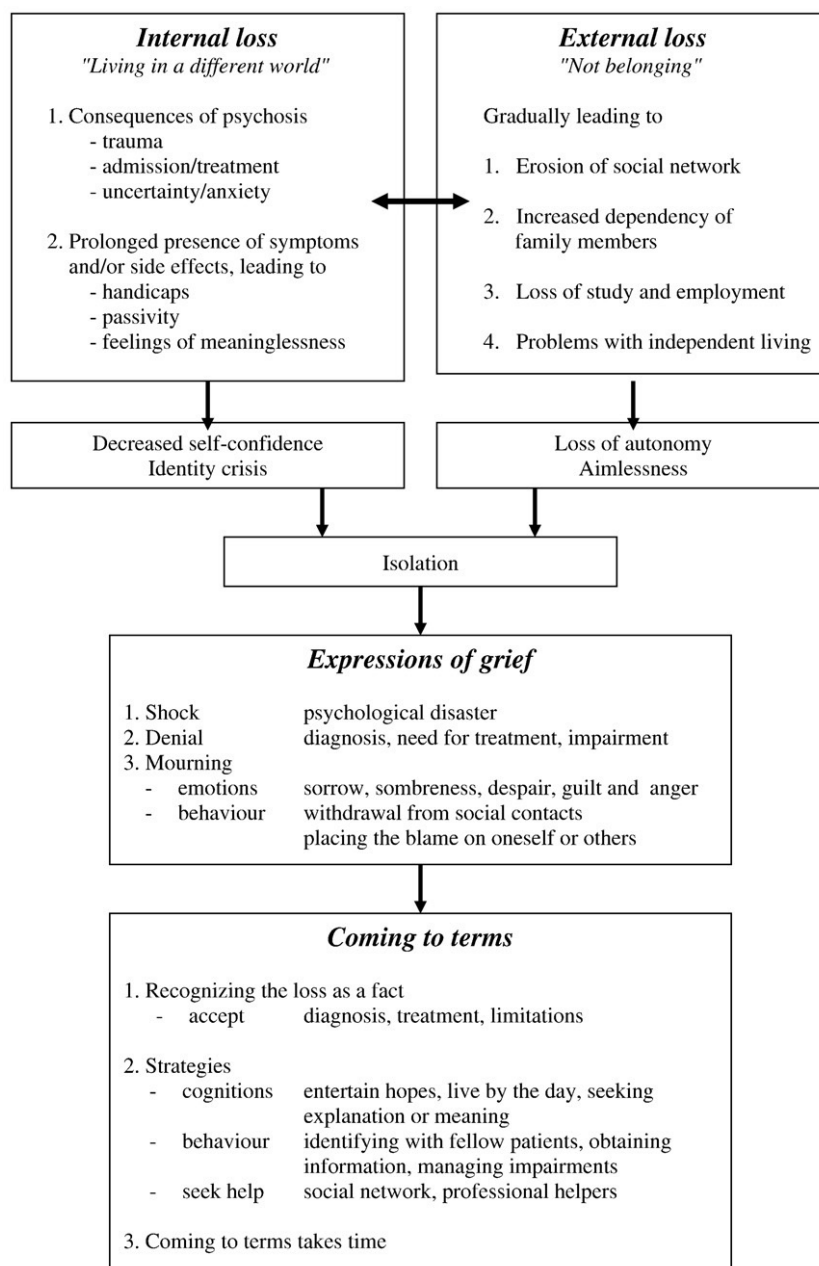 Internal loss
"Living in a different world"
1. Consequences of psychosis
- trauma
- admission/treatment
- uncertainty/anxiety
2. Prolonged presence of symptoms
and/or side effects, leading to
- handicaps
- passivity
- feelings of meaninglessness
External loss
"Not belonging"
Gradually leading to
1. Erosion of social network
2. Increased dependency of
family members
3. Loss of study and employment
4. Problems with independent living
Decreased self-confidence
Identity crisis
Loss of autonomy
Aimlessness
Isolation
Expressions of grief
1. Shock psychological disaster
2. Denial diagnosis, need for treatment, impairment
3. Mourning
- emotions sorrow, sombreness, despair, guilt and anger
- behaviour withdrawal from social contacts
placing the blame on oneself or others
Coming to terms
1. Recognizing the loss as a fact
- accept diagnosis, treatment, limitations
2. Strategies
- cognitions entertain hopes, live by the day, seeking
explanation or meaning
- behaviour identifying with fellow patients, obtaining
information, managing impairments
- seek help social network, professional helpers
3. Coming to terms takes time